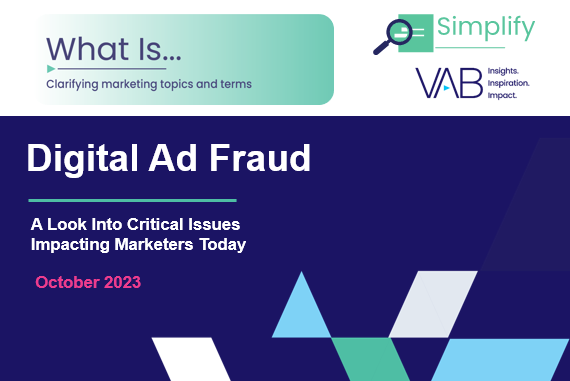 What Is...
Clarifying marketing topics and terms
Simplify
VAB
Insights.
Inspiration.
Impact.
Digital Ad Fraud
A Look Into Critical Issues
Impacting Marketers Today
October 2023